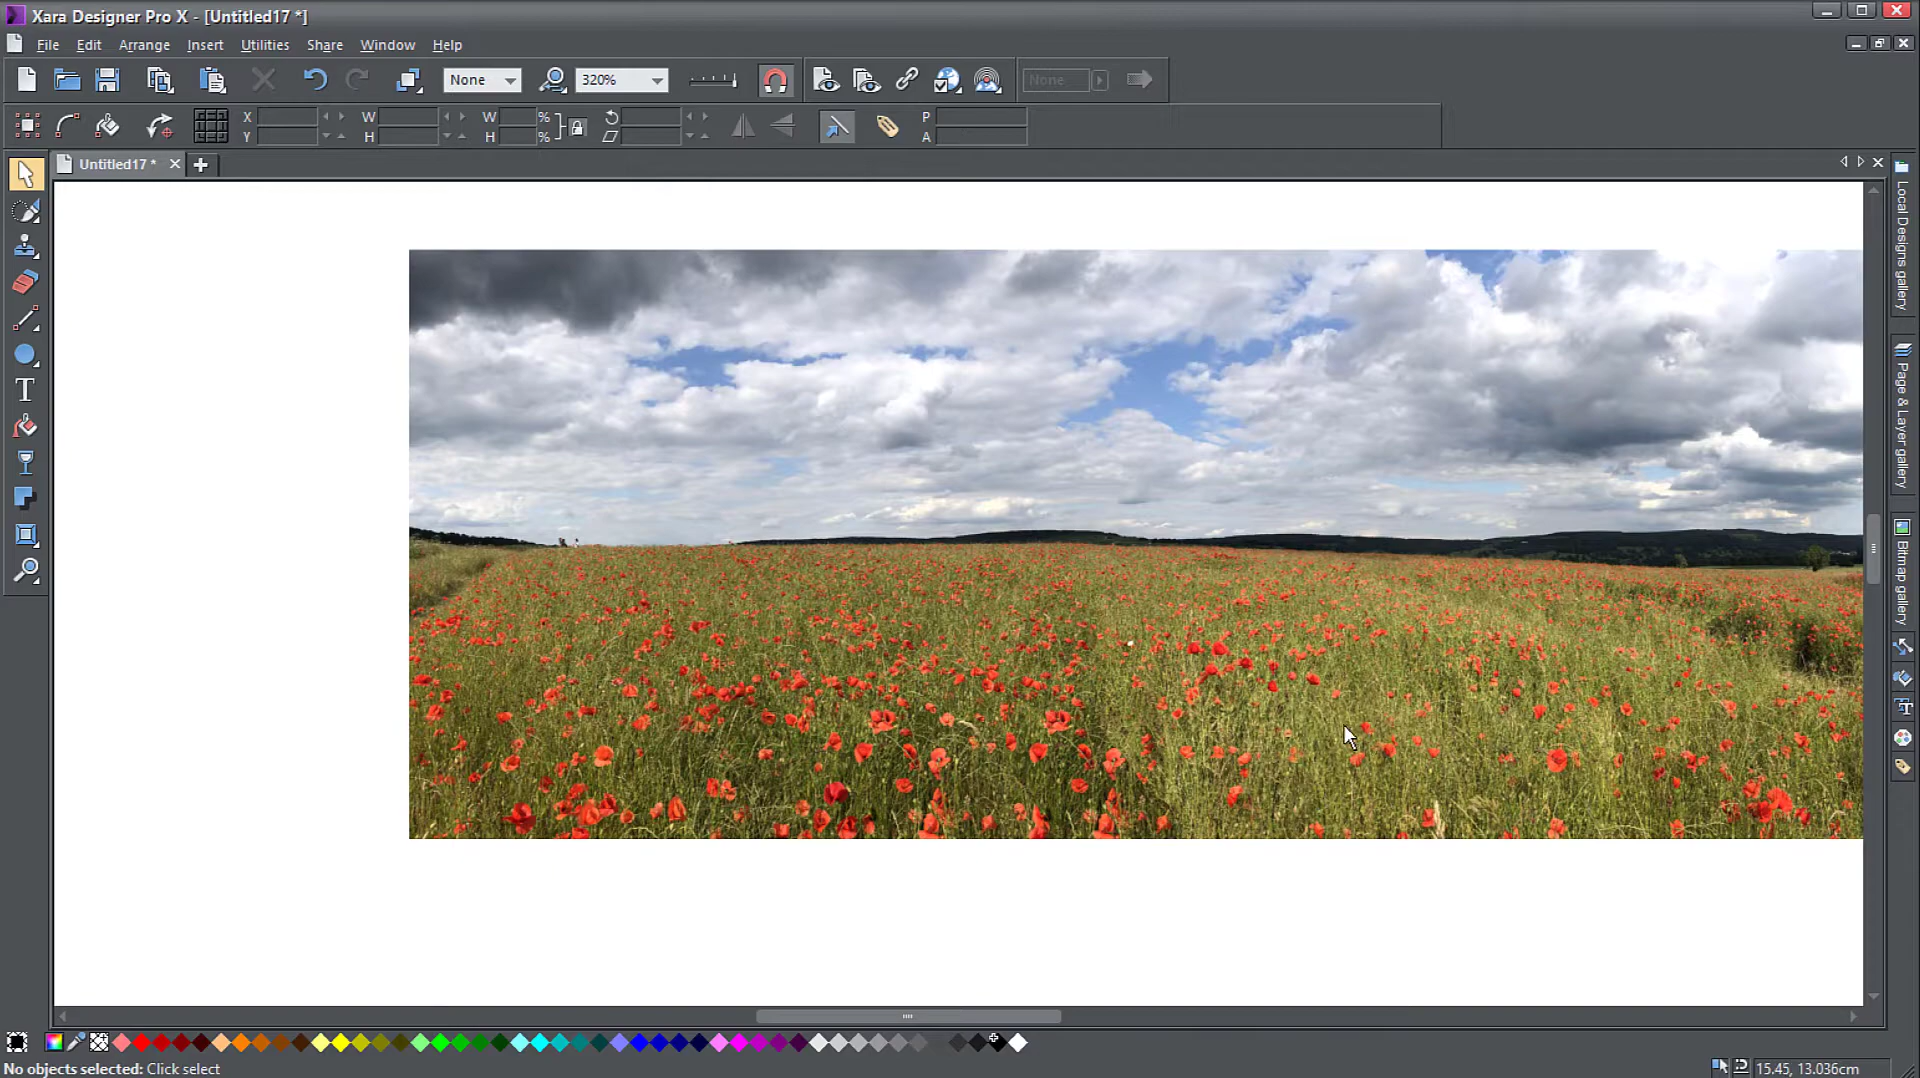 Xara Designer Pro X - [Untitled17 *]
File Edit Arrange Insert Utilities Share Window Help
None 320% None
X W W % P
Y H H % A
Untitled17 *
T
Local Designs gallery
Page & Layer gallery
Bitmap gallery
No objects selected: Click select
15.45, 13.036cm